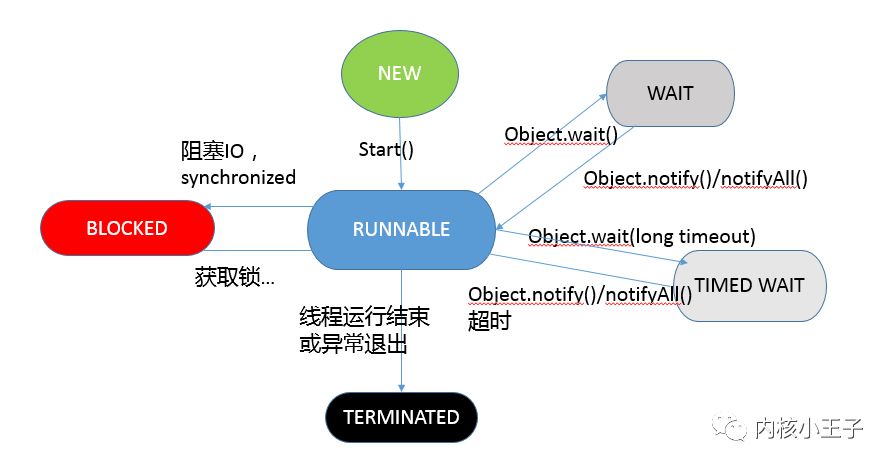 NEW
WAIT
Object.wait()
阻塞IO，
synchronized
Start()
Object.notify()/notifyAll()
BLOCKED
RUNNABLE
Object.wait(long timeout)
获取锁...
TIMED WAIT
Object.notify()/notifyAll()
超时
线程运行结束
或异常退出
TERMINATED
内核小王子